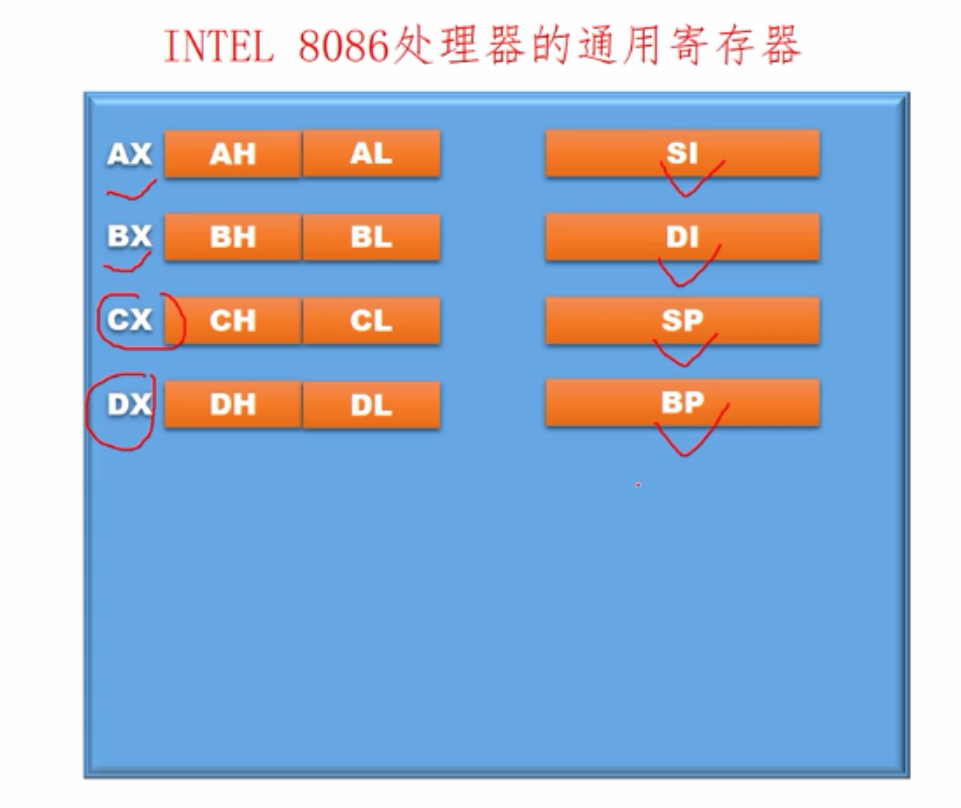 INTEL 8086处理器的通用寄存器
AX AH AL SI
BX BH BL DI
CX CH CL SP
DX DH DL BP